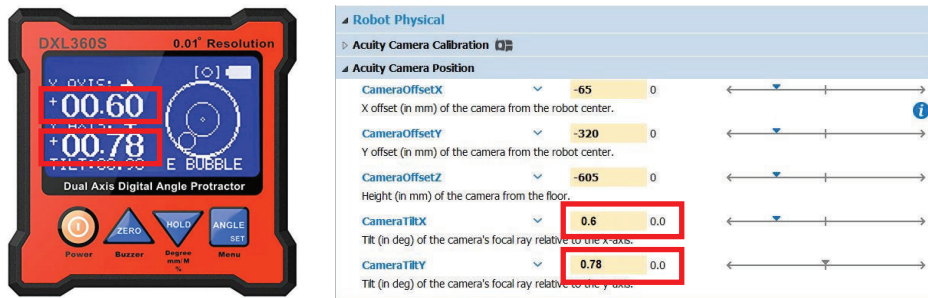 DXL360S 0.01° Resolution
X AXIS:
+00.60
Y AXIS:
+00.78
E BUBBLE
Dual Axis Digital Angle Protractor
ZERO HOLD ANGLE SET
Power Buzzer Degree mm/M % Menu
Robot Physical
Acuity Camera Calibration
Acuity Camera Position
CameraOffsetX -65 0
X offset (in mm) of the camera from the robot center.
CameraOffsetY -320 0
Y offset (in mm) of the camera from the robot center.
CameraOffsetZ -605 0
Height (in mm) of the camera from the floor.
CameraTiltX 0.6 0.0
Tilt (in deg) of the camera's focal ray relative to the x-axis.
CameraTiltY 0.78 0.0
Tilt (in deg) of the camera's focal ray relative to the y-axis.